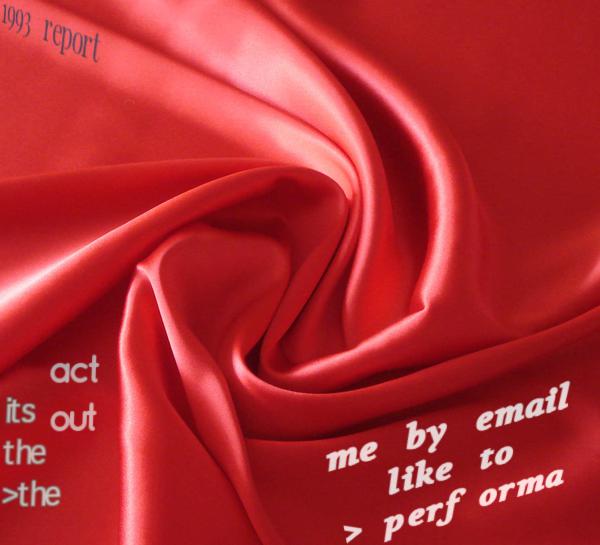 1993 report
act
out
its
the
>the
me by email
like to
> perf orma